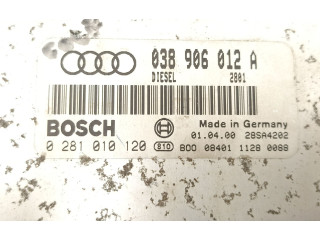 038 906 012 A
DIESEL 2801
BOSCH Made in Germany
01.04.00 28SA4202
0 281 010 120 810 B00 08401 1128 0088